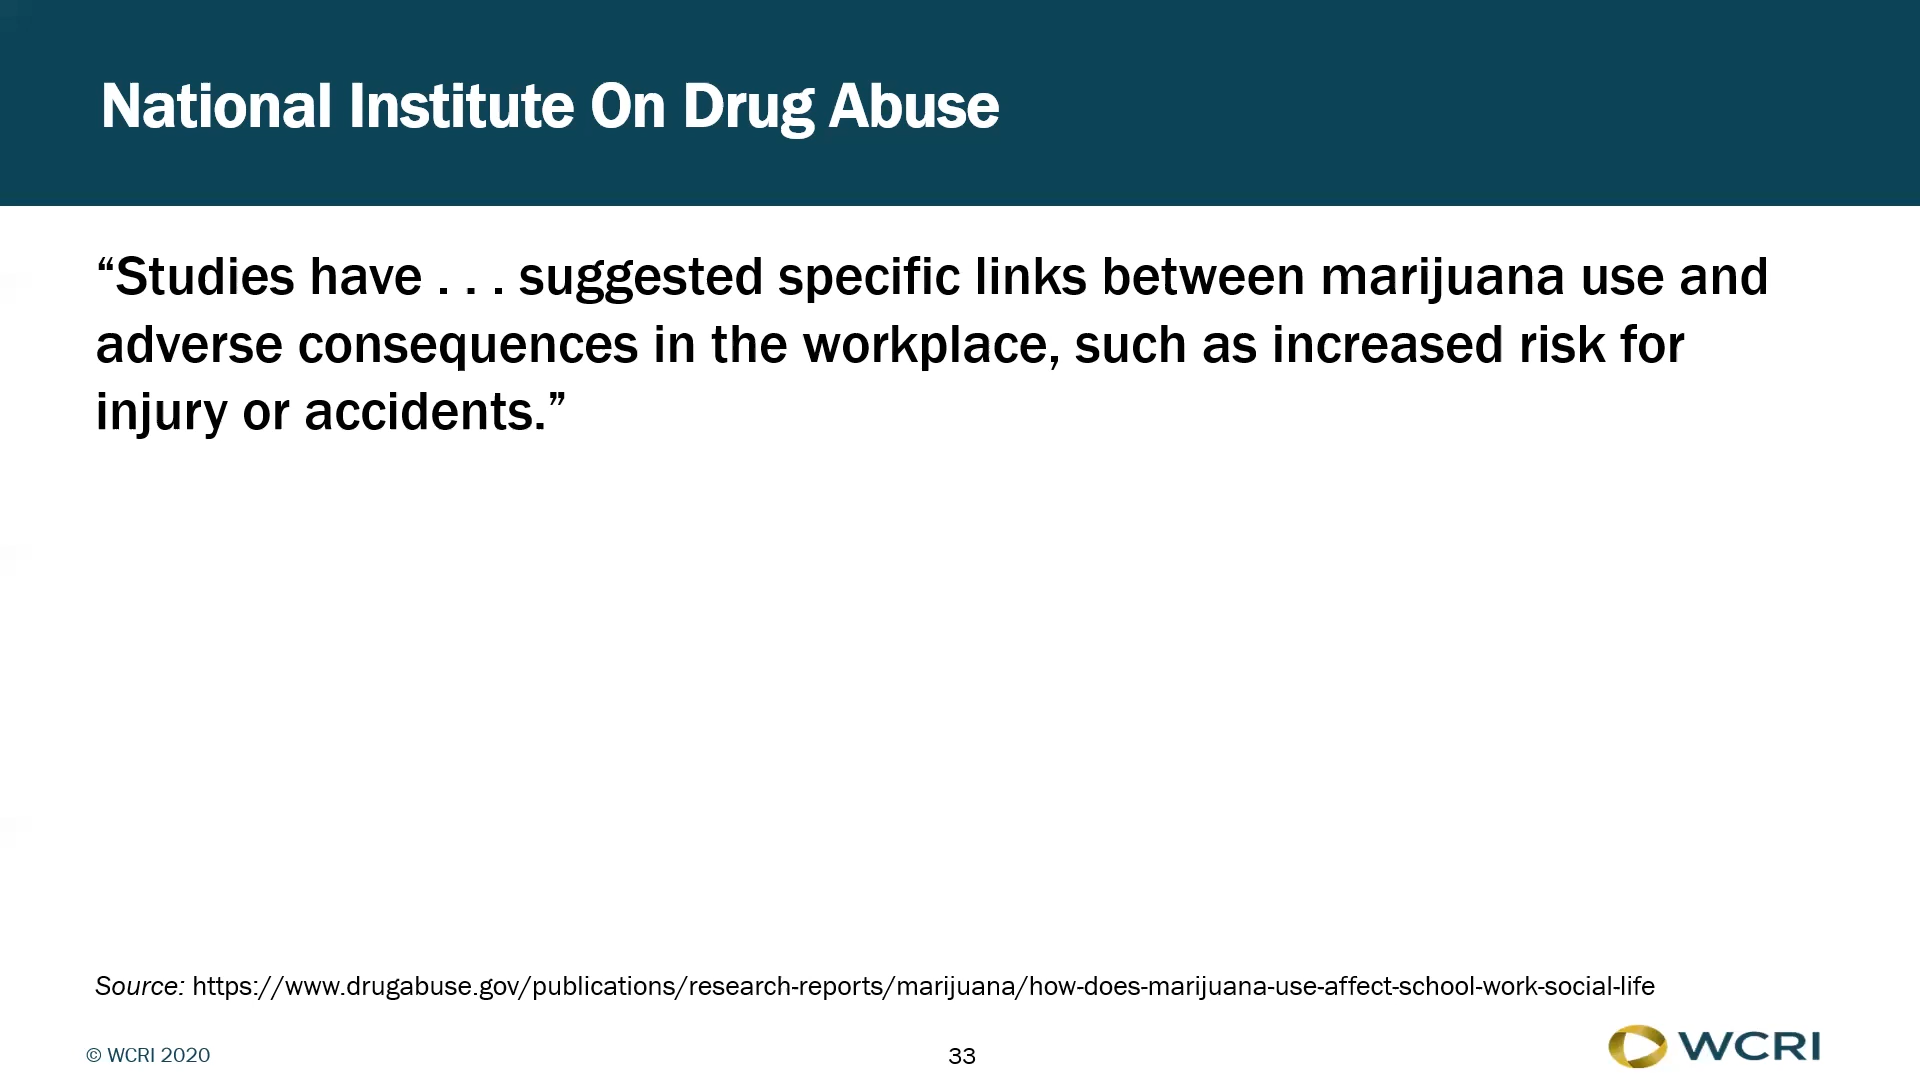 National Institute On Drug Abuse
“Studies have . . . suggested specific links between marijuana use and
adverse consequences in the workplace, such as increased risk for
injury or accidents.”
Source: https://www.drugabuse.gov/publications/research-reports/marijuana/how-does-marijuana-use-affect-school-work-social-life
© WCRI 2020
33
WCRI